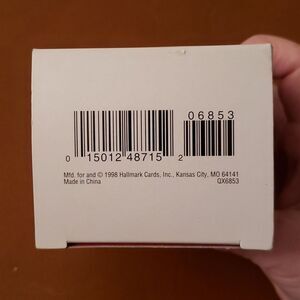 06853
0 15012 48715 2
Mfd. for and © 1998 Hallmark Cards, Inc., Kansas City, MO 64141
Made in China QX6853